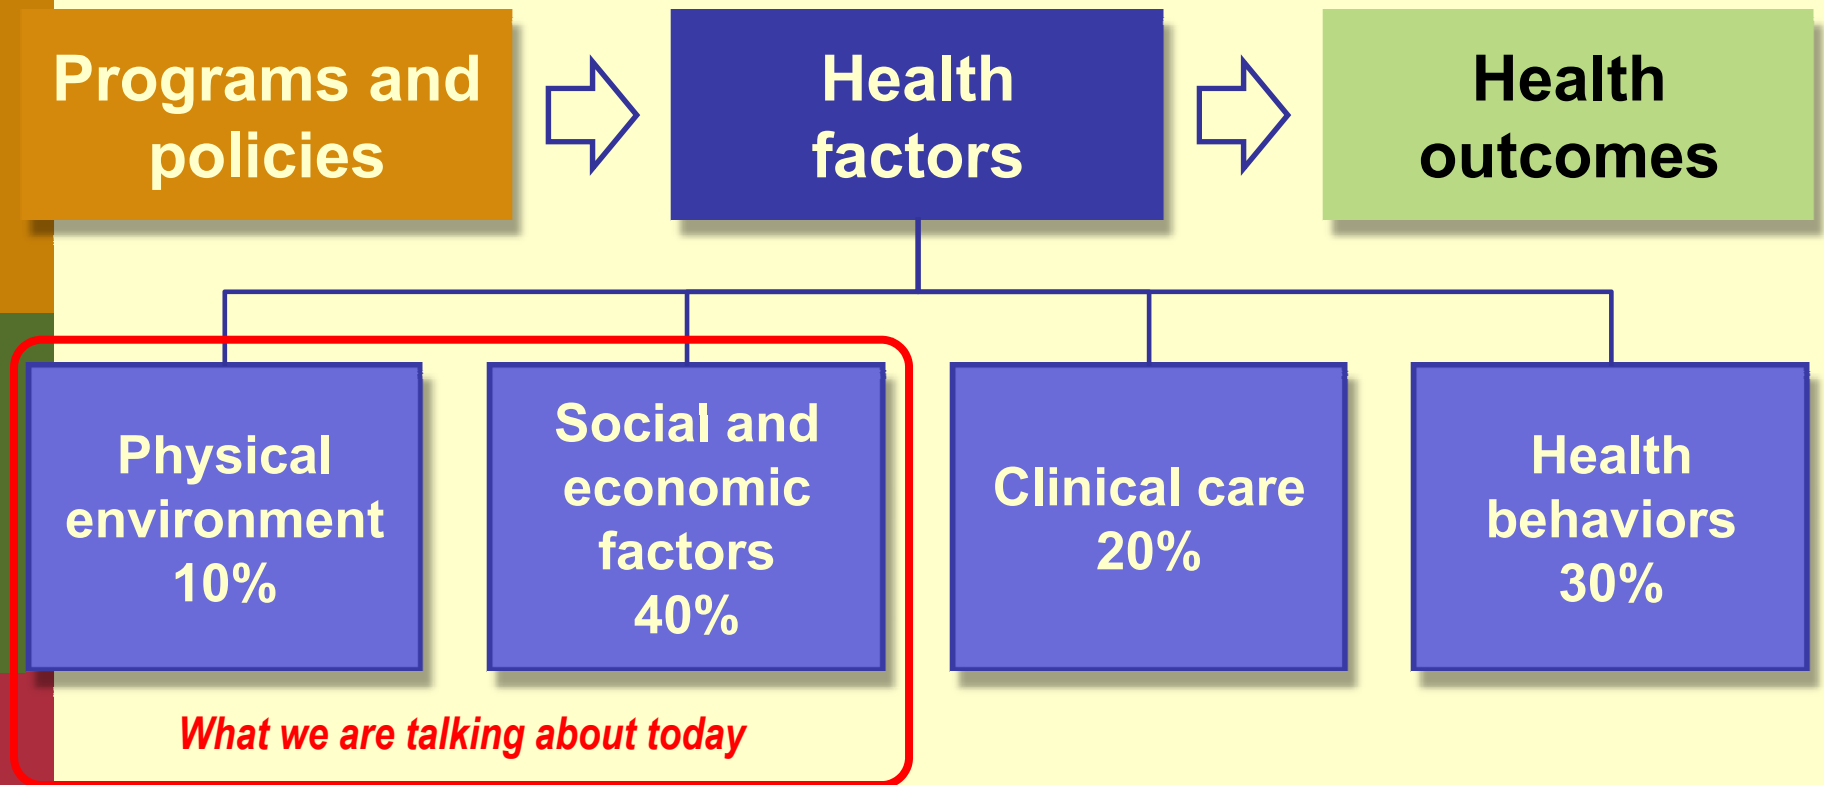 Programs and
policies
Health
factors
Health
outcomes
Physical
environment
10%
Social and
economic
factors
40%
Clinical care
20%
Health
behaviors
30%
What we are talking about today